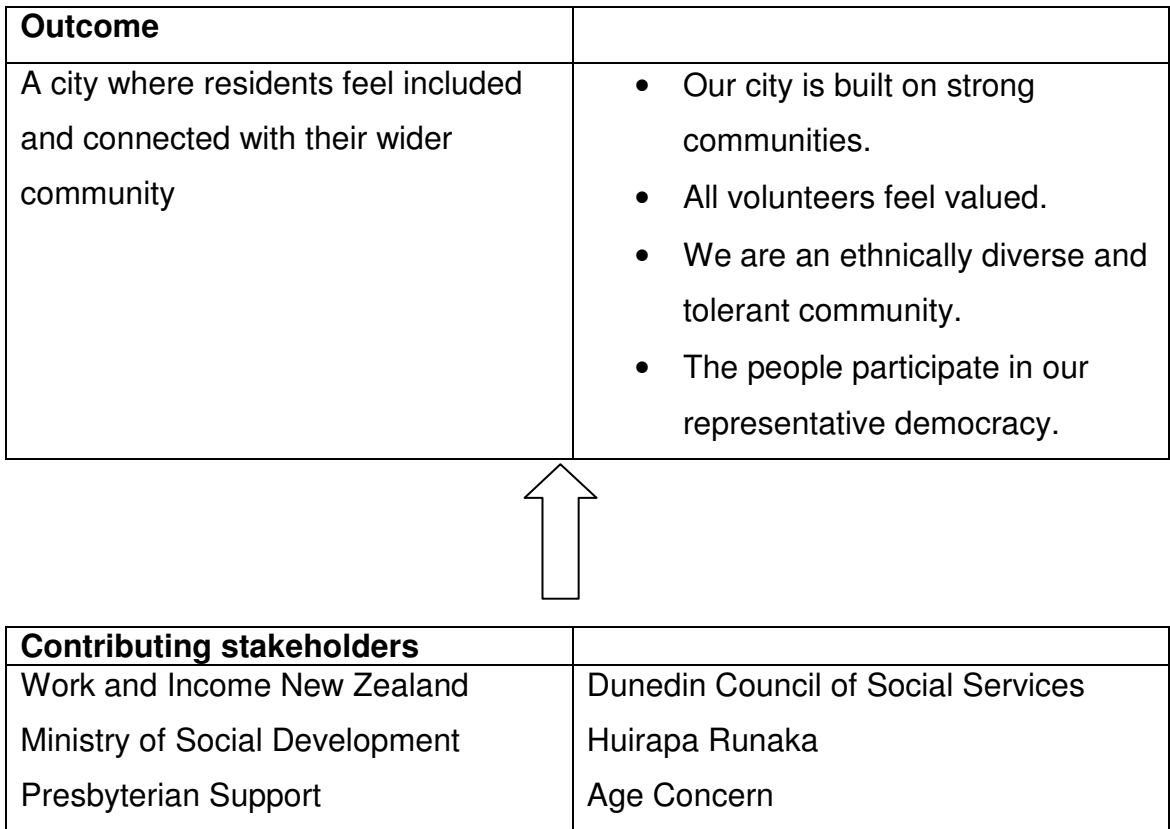 Outcome
A city where residents feel included
and connected with their wider
community
• Our city is built on strong
communities.
• All volunteers feel valued.
• We are an ethnically diverse and
tolerant community.
• The people participate in our
representative democracy.
Contributing stakeholders
Work and Income New Zealand
Ministry of Social Development
Presbyterian Support
Dunedin Council of Social Services
Huirapa Runaka
Age Concern